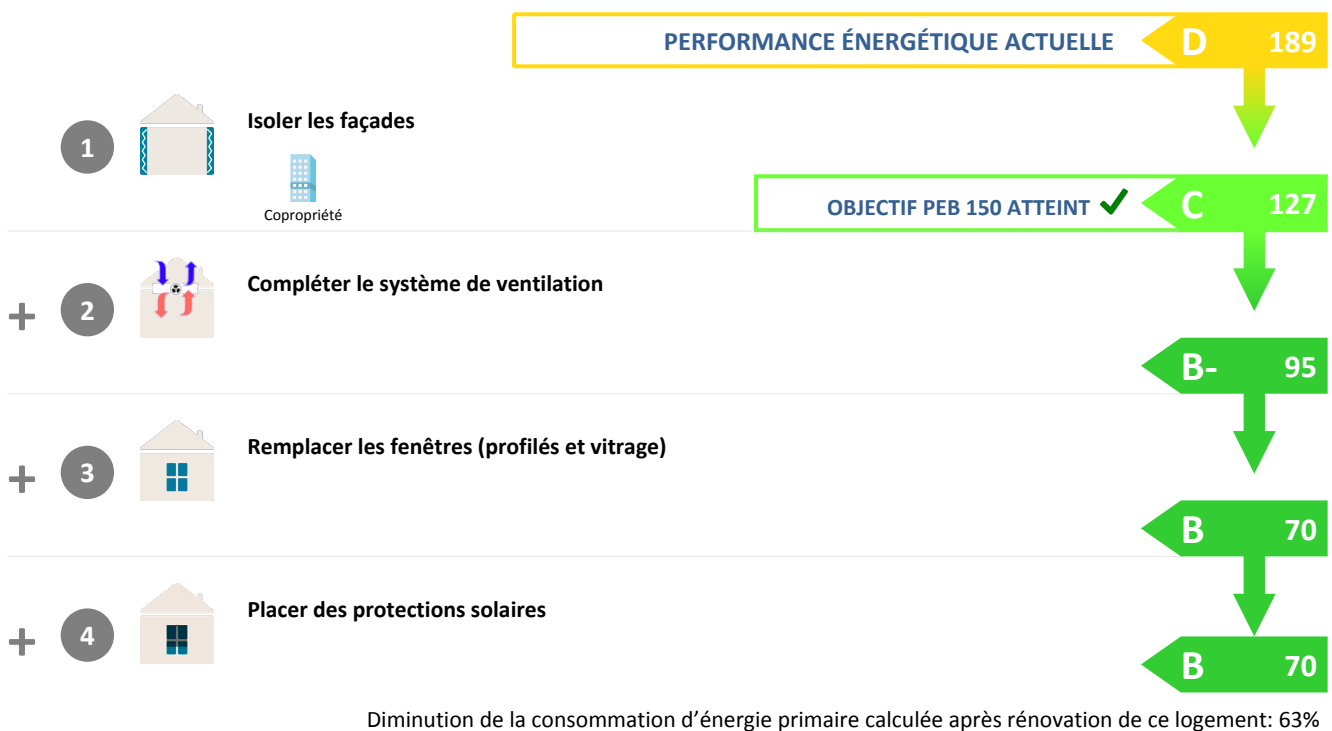 PERFORMANCE ÉNERGÉTIQUE ACTUELLE D 189
1 Isoler les façades
Copropriété
OBJECTIF PEB 150 ATTEINT ✔ C 127
+ 2 Compléter le système de ventilation
B- 95
+ 3 Remplacer les fenêtres (profilés et vitrage)
B 70
+ 4 Placer des protections solaires
B 70
Diminution de la consommation d’énergie primaire calculée après rénovation de ce logement: 63%